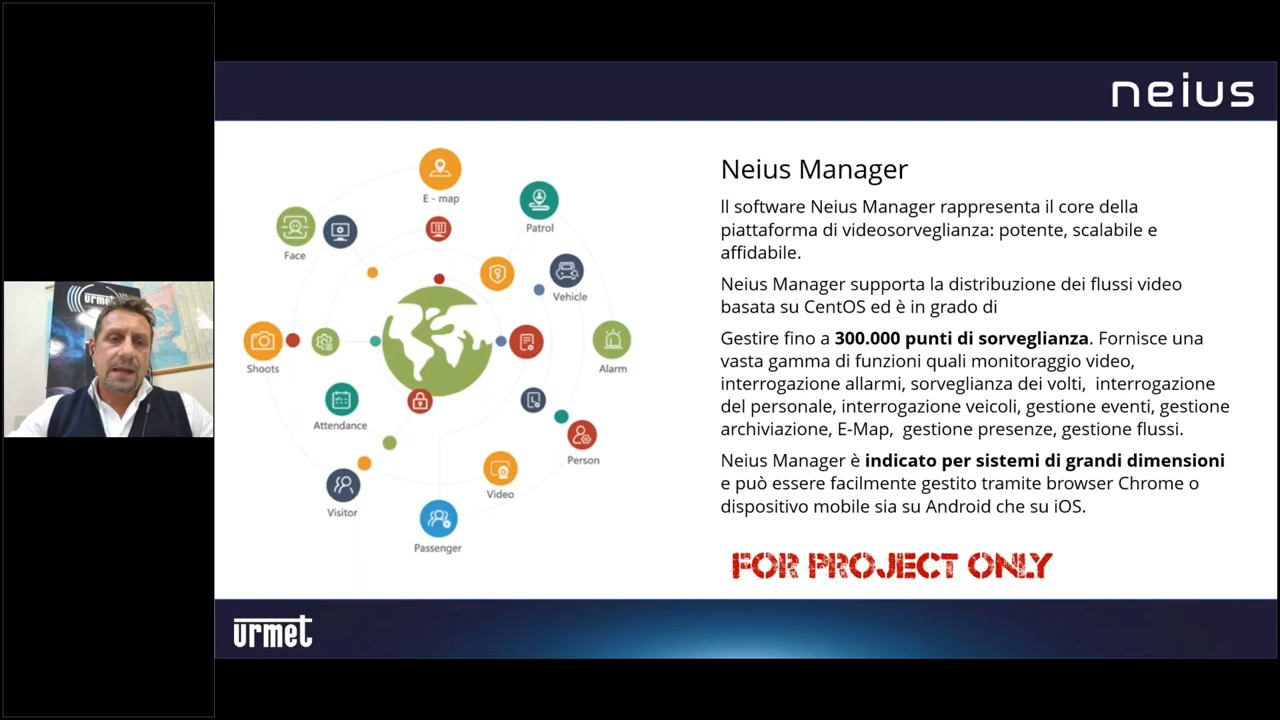 neius
E - map
Patrol
Face
Vehicle
Shoots
Alarm
Attendance
Person
Video
Visitor
Passenger
Neius Manager
Il software Neius Manager rappresenta il core della
piattaforma di videosorveglianza: potente, scalabile e
affidabile.
Neius Manager supporta la distribuzione dei flussi video
basata su CentOS ed è in grado di
Gestire fino a 300.000 punti di sorveglianza. Fornisce una
vasta gamma di funzioni quali monitoraggio video,
interrogazione allarmi, sorveglianza dei volti, interrogazione
del personale, interrogazione veicoli, gestione eventi, gestione
archiviazione, E-Map, gestione presenze, gestione flussi.
Neius Manager è indicato per sistemi di grandi dimensioni
e può essere facilmente gestito tramite browser Chrome o
dispositivo mobile sia su Android che su iOS.
FOR PROJECT ONLY
urmet
urmet